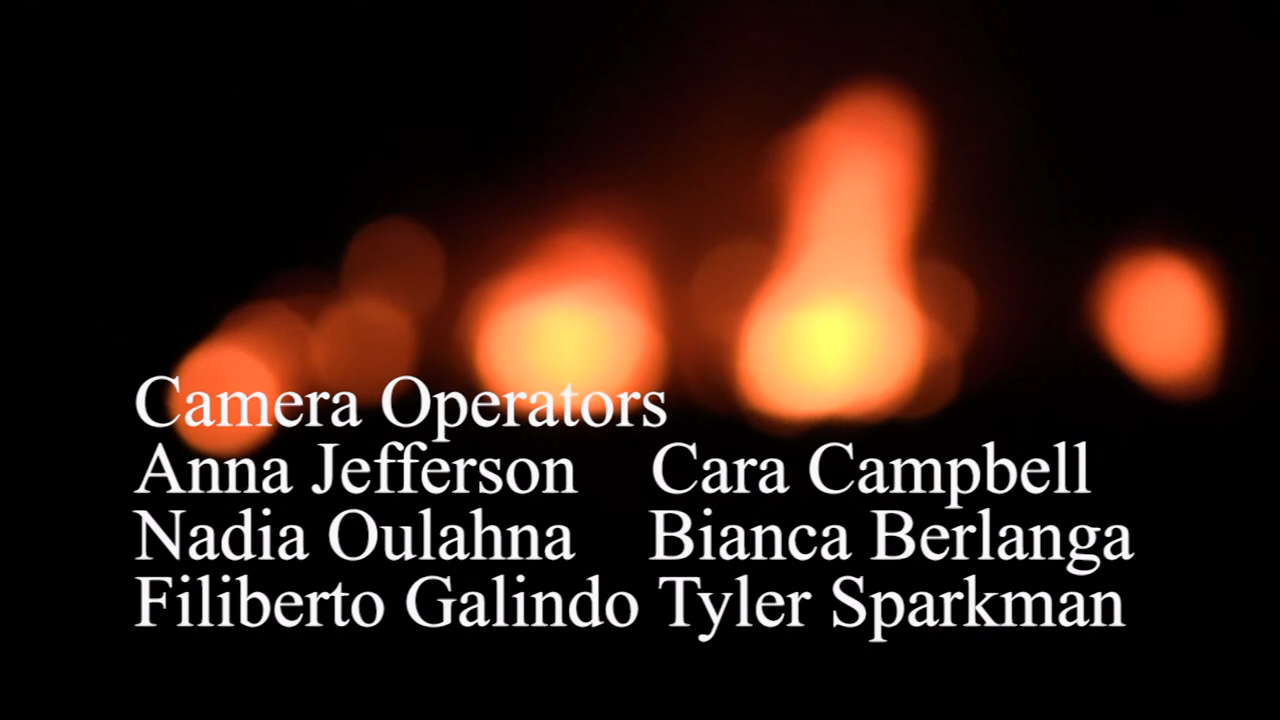 Camera Operators
Anna Jefferson Cara Campbell
Nadia Oulahna Bianca Berlanga
Filiberto Galindo Tyler Sparkman